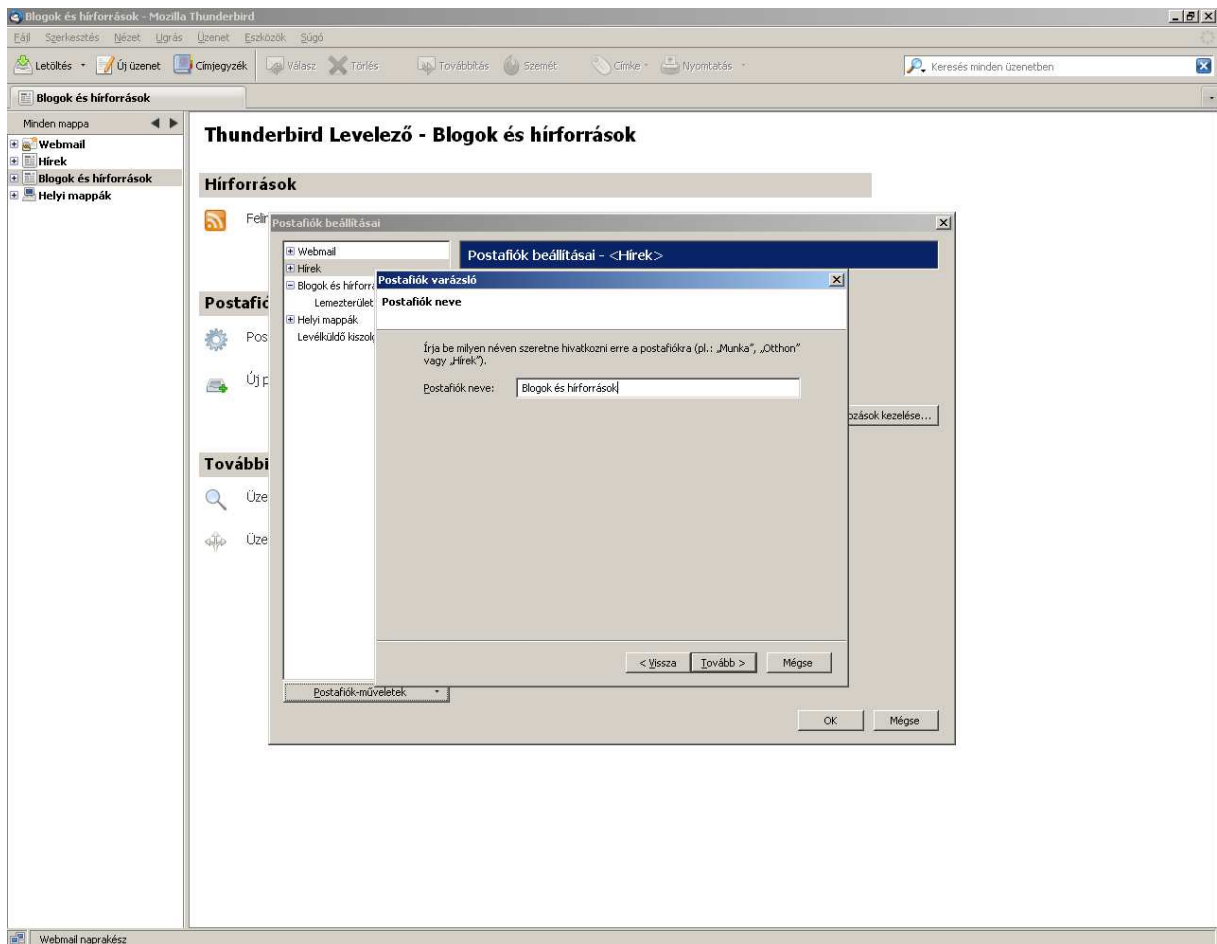 Blogok és hírforrások - Mozilla Thunderbird
Fájl Szerkesztés Nézet Ugrás Üzenet Eszközök Súgó
Letöltés Új üzenet Címjegyzék Válasz Törlés Továbbítás Szemét Címke Nyomtatás Keresés minden üzenetben
Blogok és hírforrások
Minden mappa
Webmail
Hírek
Blogok és hírforrások
Helyi mappák
Thunderbird Levelező - Blogok és hírforrások
Hírforrások
Felir
Postafió
Pos
Új p
További
Üze
Üze
Postafiók beállításai
Webmail
Hírek
Blogok és hírforrá
Lemezterület
Helyi mappák
Levélküldő kiszolg
Postafiók beállításai - <Hírek>
ozások kezelése...
Postafiók-műveletek
OK Mégse
Postafiók varázsló
Postafiók neve
Írja be milyen néven szeretne hivatkozni erre a postafiókra (pl.: „Munka”, „Otthon”
vagy „Hírek”).
Postafiók neve: Blogok és hírforrások
< Vissza Tovább > Mégse
Webmail naprakész